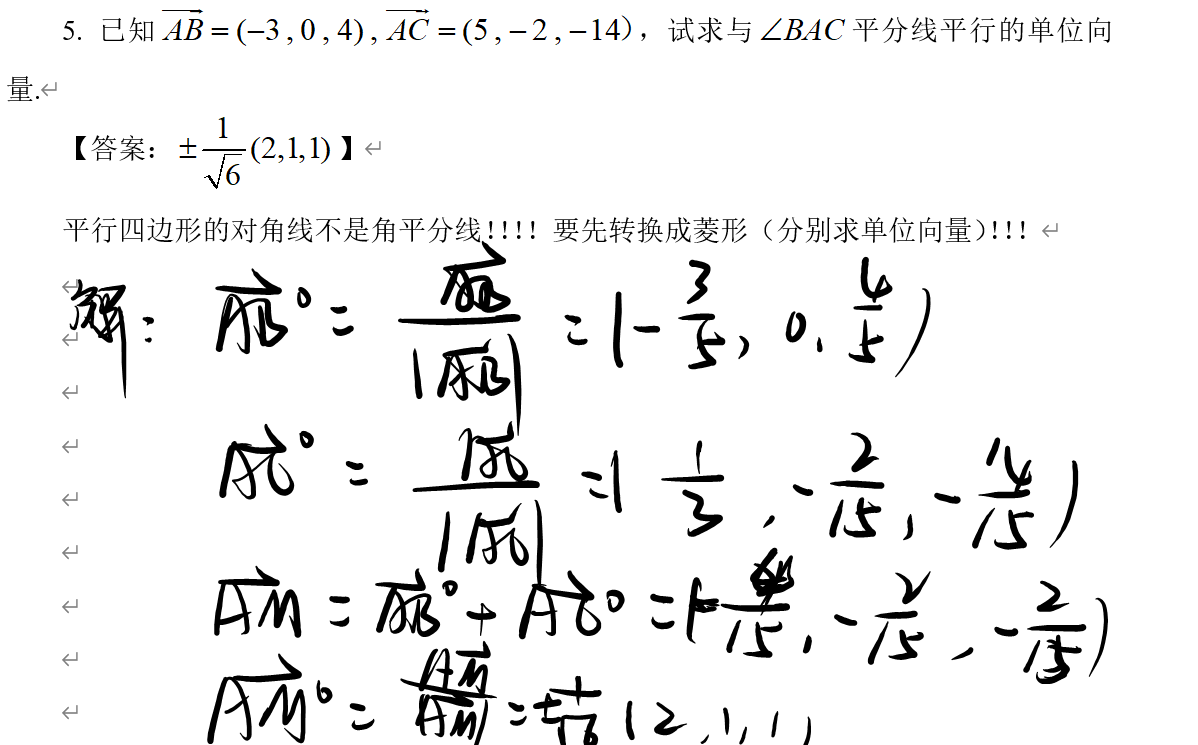 5. 已知 $\overrightarrow{AB}=(-3,0,4),\overrightarrow{AC}=(5,-2,-14)$，试求与∠BAC 平分线平行的单位向
量.↵
【答案：$\pm\frac{1}{\sqrt{6}}(2,1,1)$】↵
平行四边形的对角线不是角平分线!!!! 要先转换成菱形（分别求单位向量)!!! ↵
解： $\overrightarrow{AB}^0 = \frac{\overrightarrow{AB}}{|\overrightarrow{AB}|} = (-\frac{3}{5}, 0, \frac{4}{5})$
$\overrightarrow{AC}^0 = \frac{\overrightarrow{AC}}{|\overrightarrow{AC}|} = (\frac{1}{3}, -\frac{2}{15}, -\frac{14}{15})$
$\overrightarrow{AM} = \overrightarrow{AB}^0 + \overrightarrow{AC}^0 = (-\frac{4}{15}, -\frac{2}{15}, -\frac{2}{15})$
$\overrightarrow{AM}^0 = \frac{\overrightarrow{AM}}{|\overrightarrow{AM}|} = \pm\frac{1}{\sqrt{6}}(2,1,1)$